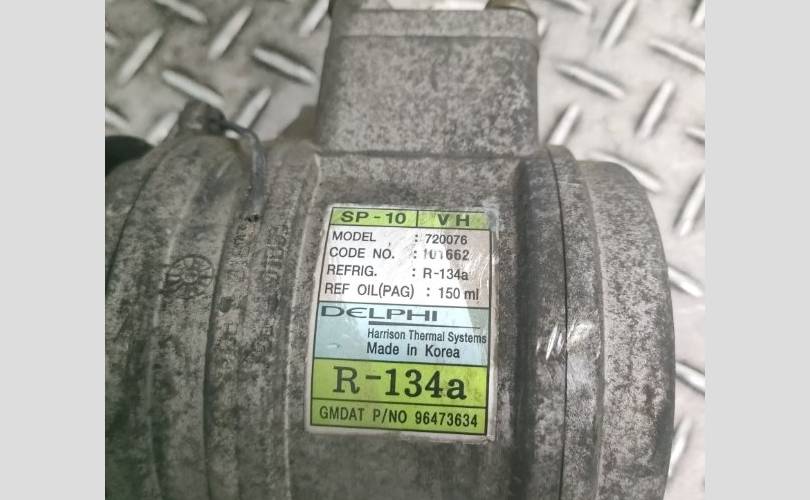 SP-10 VH
MODEL : 720076
CODE NO. : 101662
REFRIG. : R-134a
REF OIL(PAG) : 150 ml
DELPHI
Harrison Thermal Systems
Made In Korea
R-134a
GMDAT P/NO 96473634